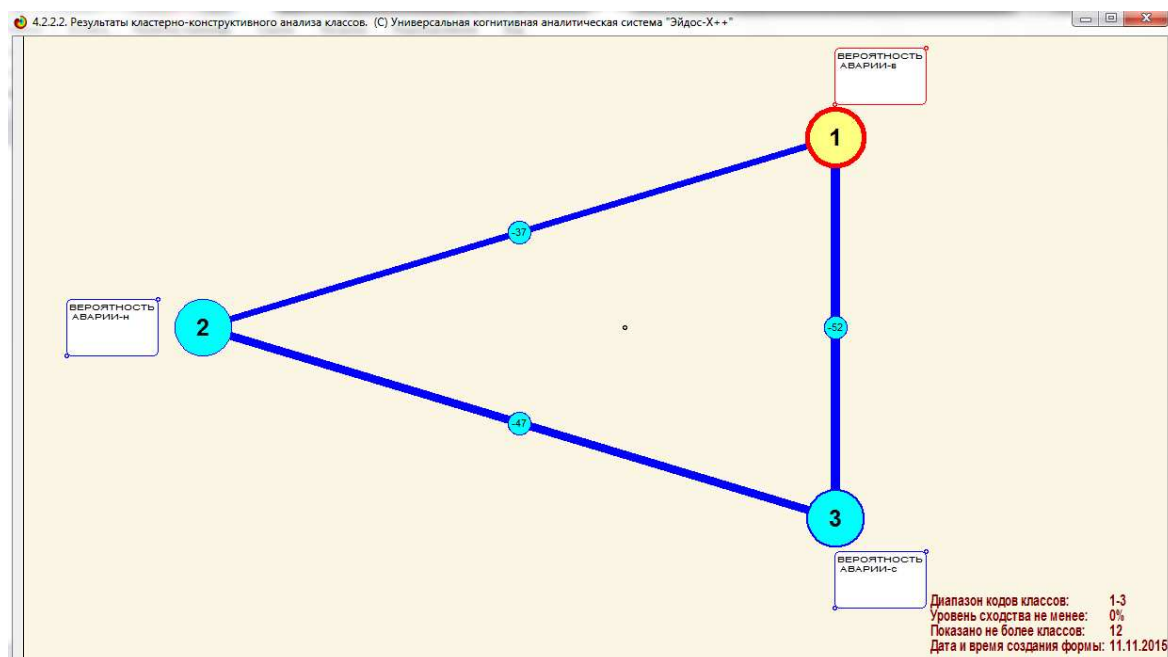 4.2.2.2. Результаты кластерно-конструктивного анализа классов. (C) Универсальная когнитивная аналитическая система "Эйдос-X++"
ВЕРОЯТНОСТЬ
АВАРИИ-в
1
-37
ВЕРОЯТНОСТЬ
АВАРИИ-н
2
-52
-47
3
ВЕРОЯТНОСТЬ
АВАРИИ-с
Диапазон кодов классов: 1-3
Уровень сходства не менее: 0%
Показано не более классов: 12
Дата и время создания формы: 11.11.2015